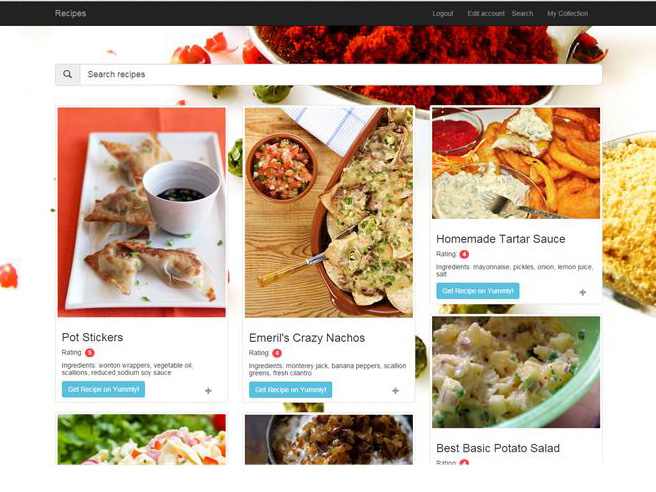 Recipes Logout Edit account Search My Collection
Search recipes
Pot Stickers
Rating: 5
Ingredients: wonton wrappers, vegetable oil,
scallions, reduced sodium soy sauce
Get Recipe on Yummly!
Emeril's Crazy Nachos
Rating: 4
Ingredients: monterey jack, banana peppers, scallion
greens, fresh cilantro
Get Recipe on Yummly!
Homemade Tartar Sauce
Rating: 4
Ingredients: mayonnaise, pickles, onion, lemon juice,
salt
Get Recipe on Yummly!
Best Basic Potato Salad
Rating: 4